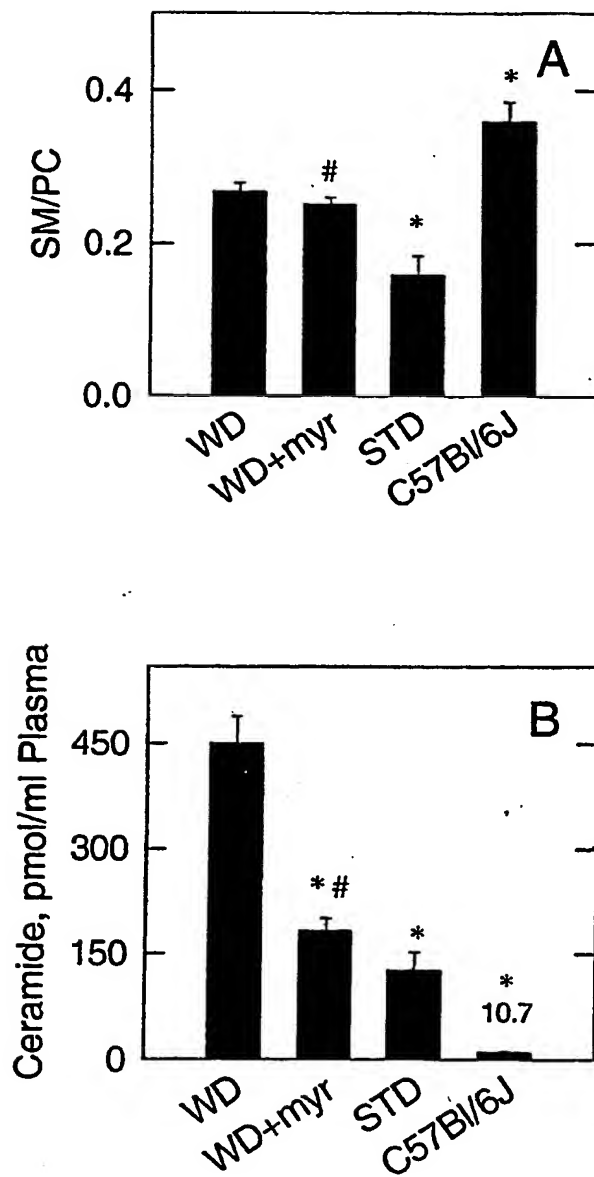 A
*
0.4
#
SM/PC
*
0.2
0.0
WD
WD+myr
STD
C57Bl/6J
B
Ceramide, pmol/ml Plasma
450
300
*#
*
*
150
10.7
0
WD
WD+myr
STD
C57Bl/6J